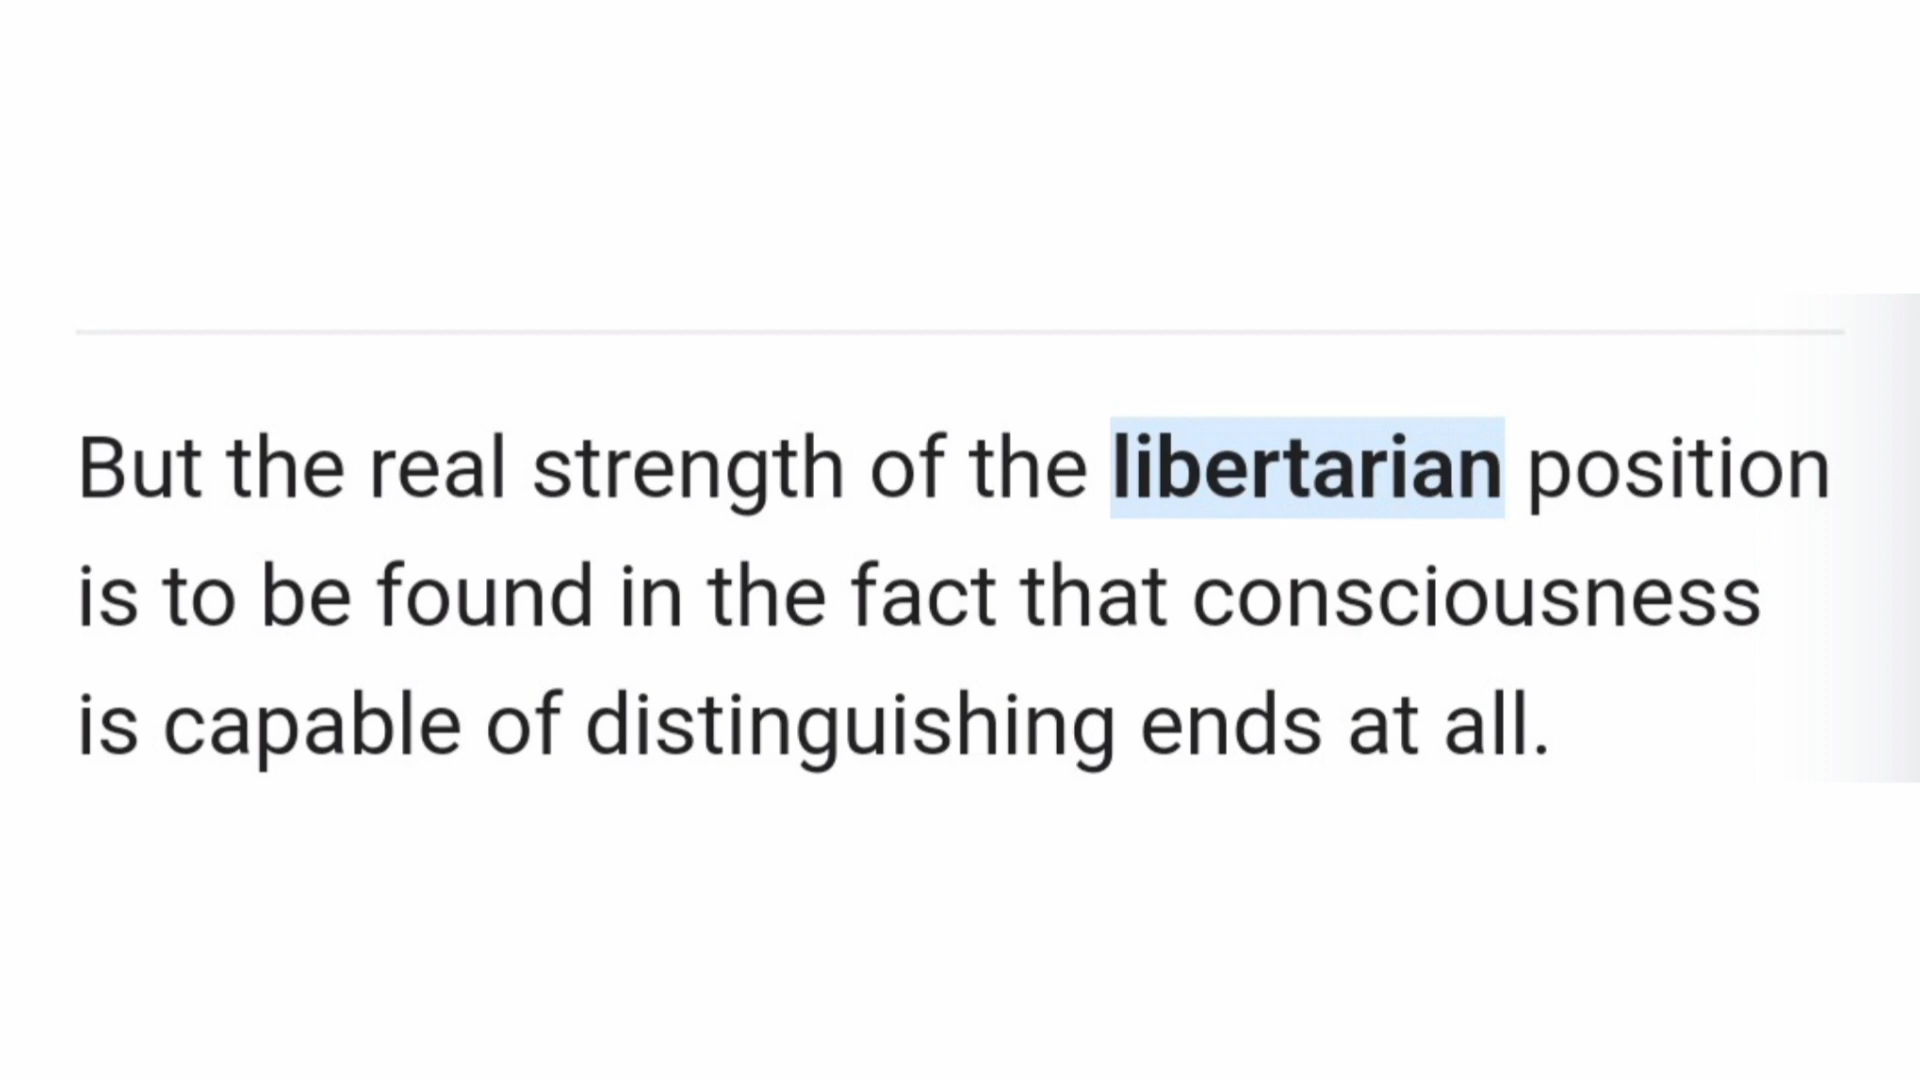 But the real strength of the libertarian position
is to be found in the fact that consciousness
is capable of distinguishing ends at all.